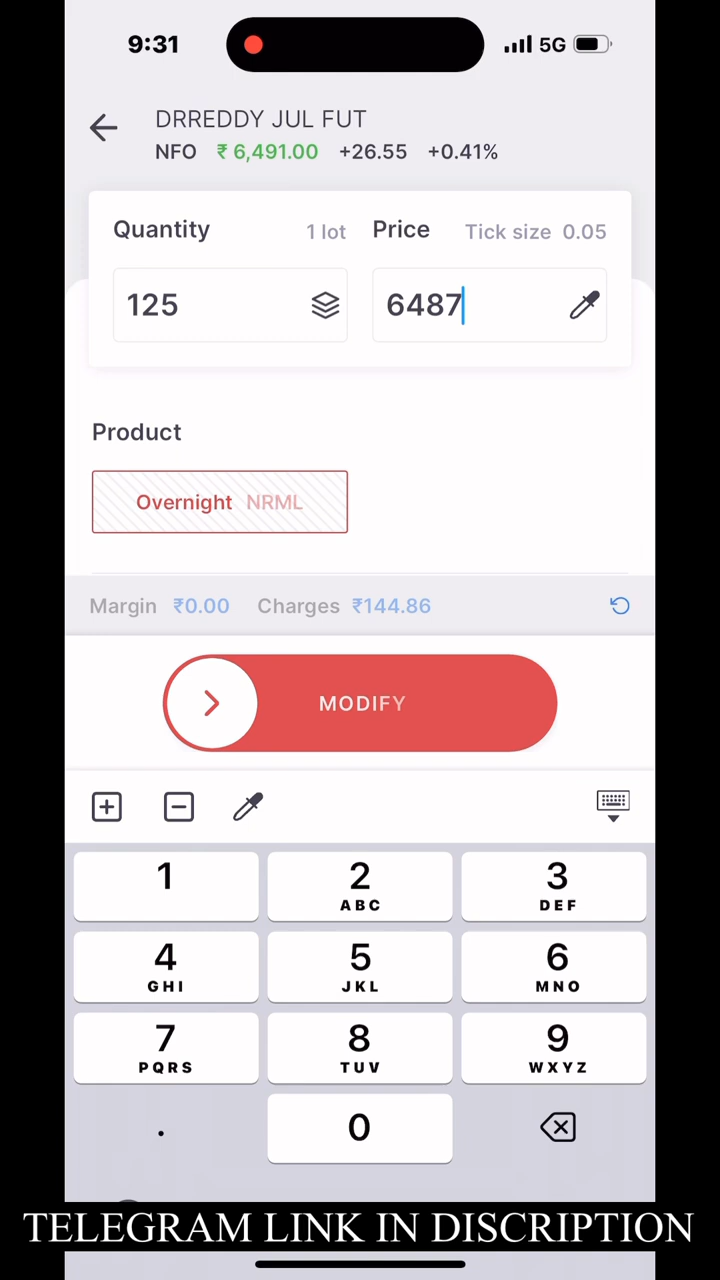 9:31 5G
DRREDDY JUL FUT
NFO ₹ 6,491.00 +26.55 +0.41%
Quantity 1 lot Price Tick size 0.05
125 6487
Product
Overnight NRML
Margin ₹0.00 Charges ₹144.86
MODIFY
1 2 3
ABC DEF
4 5 6
GHI JKL MNO
7 8 9
PQRS TUV WXYZ
. 0
TELEGRAM LINK IN DISCRIPTION